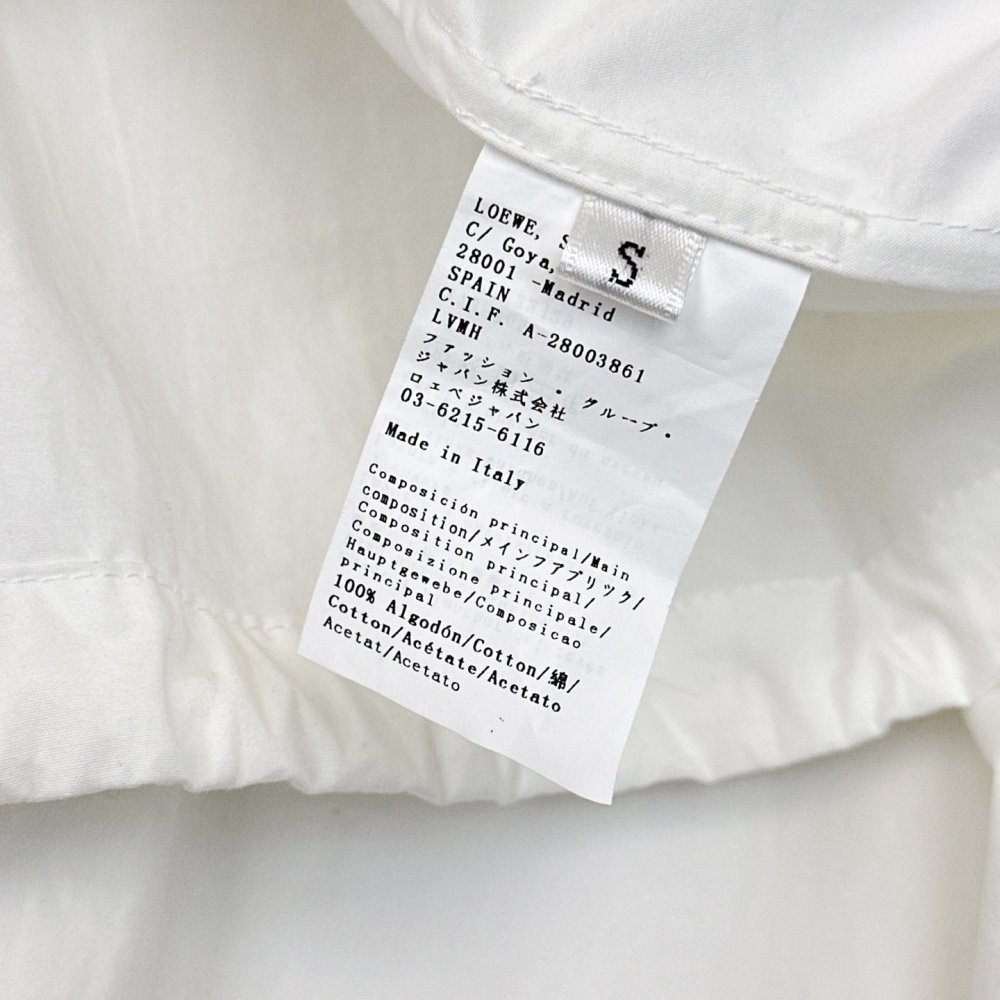 LOEWE, S
C/ Goya,
28001 -Madrid
SPAIN
C.I.F. A-28003861
LVMH
ファッション・グループ・
ジャパン株式会社
ロエベジャパン
03-6215-6116
Made in Italy
Composición principal/Main
composition/メインファブリック/
Composition principal/
Composizione principale/
Hauptgewebe/Composicao
principal
100% Algodón/Cotton/綿/
Cotton/Acétate/Acetato
Acetat/Acetato
S